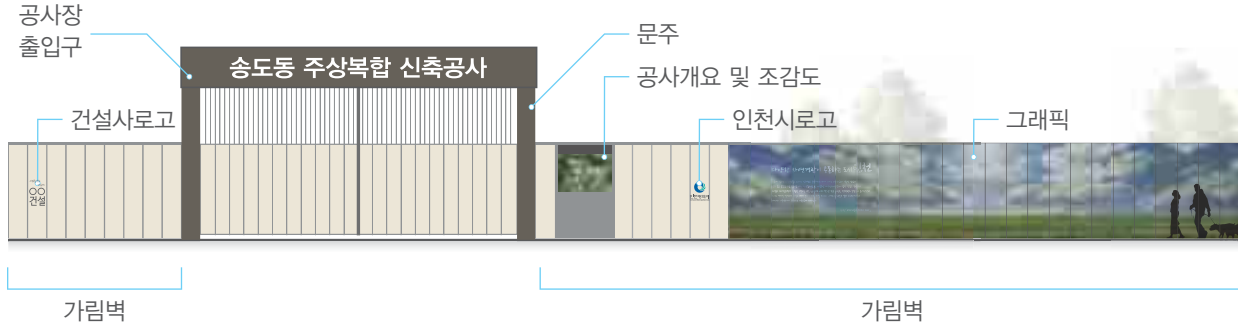 공사장
출입구
문주
송도동 주상복합 신축공사
공사개요 및 조감도
건설사로고
인천시로고
그래픽
○○
건설
가림벽
가림벽